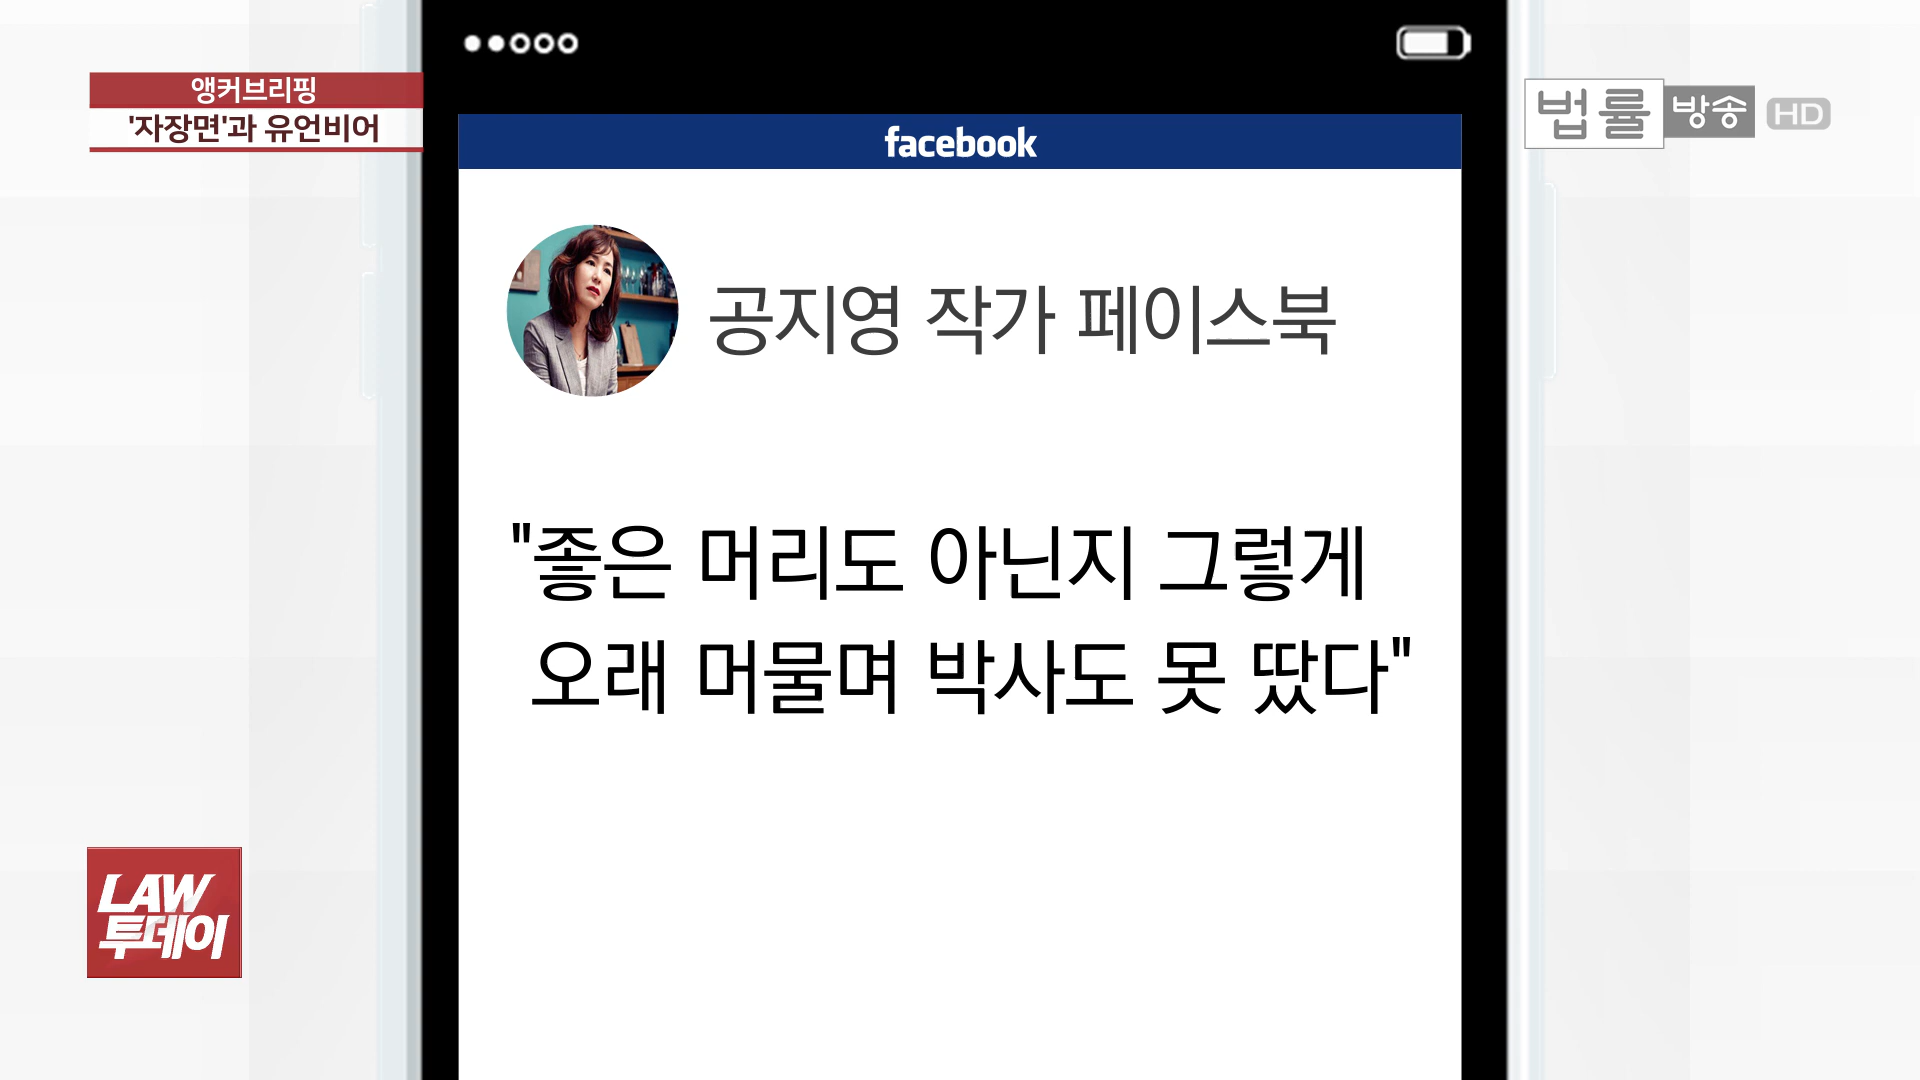 앵커브리핑
'자장면'과 유언비어
법률방송 HD
facebook
공지영 작가 페이스북
"좋은 머리도 아닌지 그렇게
오래 머물며 박사도 못 땄다"
LAW
투데이